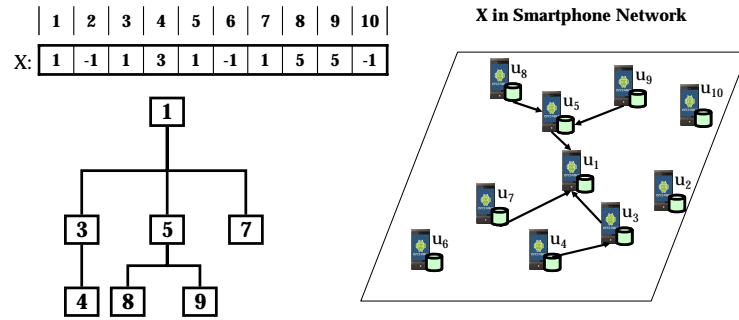 1 2 3 4 5 6 7 8 9 10
X: 1 -1 1 3 1 -1 1 5 5 -1
1
3 5 7
4 8 9
X in Smartphone Network
u8 u9
u10
u5
u1
u2
u7
u3
u6 u4